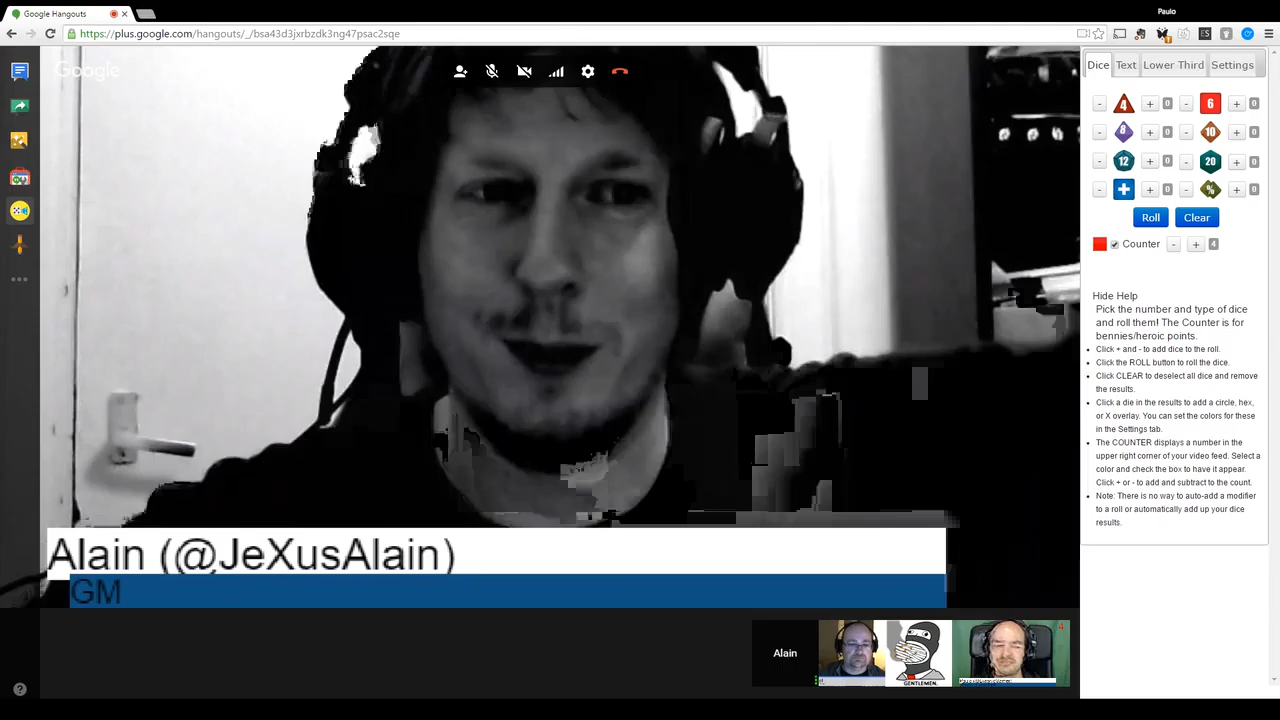 Paulo
Google Hangouts
https://plus.google.com/hangouts/_/bsa43d3jxrbzdk3ng47psac2sqe
Google
Dice Text Lower Third Settings
- 4 + 0 - 6 + 0
- 8 + 0 - 10 + 0
- 12 + 0 - 20 + 0
- + + 0 - % + 0
Roll Clear
Counter - + 4
Hide Help
Pick the number and type of dice
and roll them! The Counter is for
bennies/heroic points.
Click + and - to add dice to the roll.
Click the ROLL button to roll the dice.
Click CLEAR to deselect all dice and remove
the results.
Click a die in the results to add a circle, hex,
or X overlay. You can set the colors for these
in the Settings tab.
The COUNTER displays a number in the
upper right corner of your video feed. Select a
color and check the box to have it appear.
Click + or - to add and subtract to the count.
Note: There is no way to auto-add a modifier
to a roll or automatically add up your dice
results.
Alain (@JeXusAlain)
GM
Alain
GENTLEMEN.